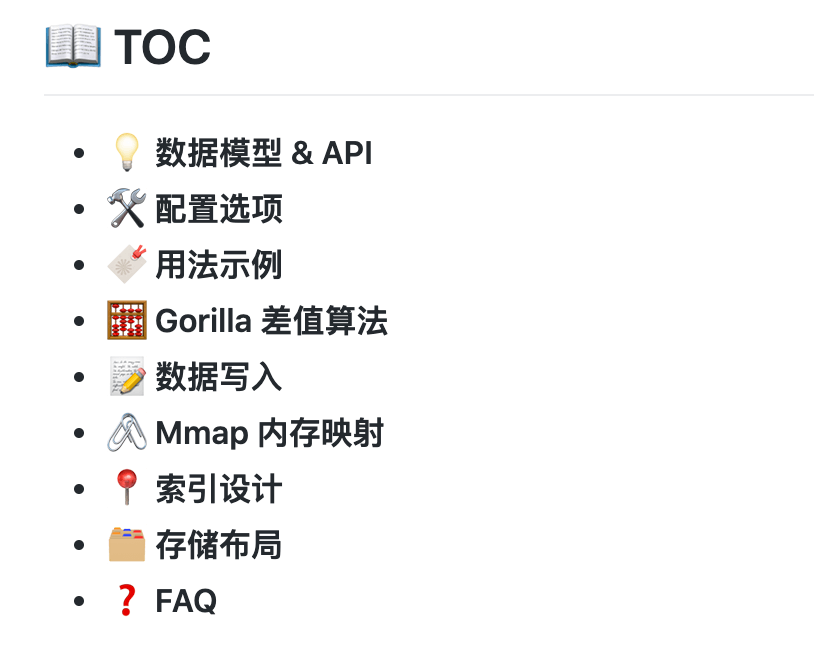 📖 TOC
💡 数据模型 & API
🛠 配置选项
🔖 用法示例
🧮 Gorilla 差值算法
📝 数据写入
🖇 Mmap 内存映射
📍 索引设计
🗂 存储布局
❓ FAQ